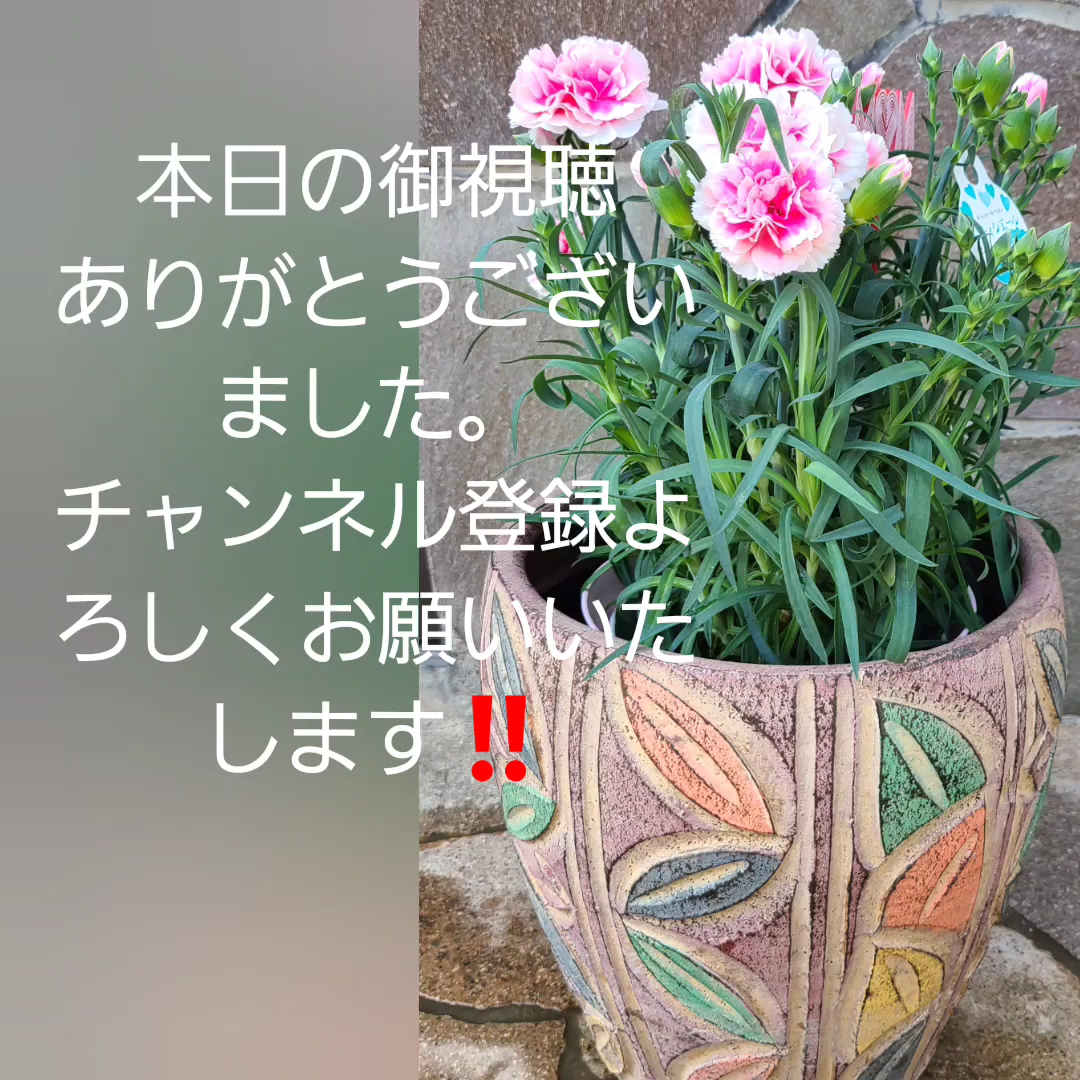 本日の御視聴
ありがとうござい
ました。
チャンネル登録よ
ろしくお願いいた
します‼